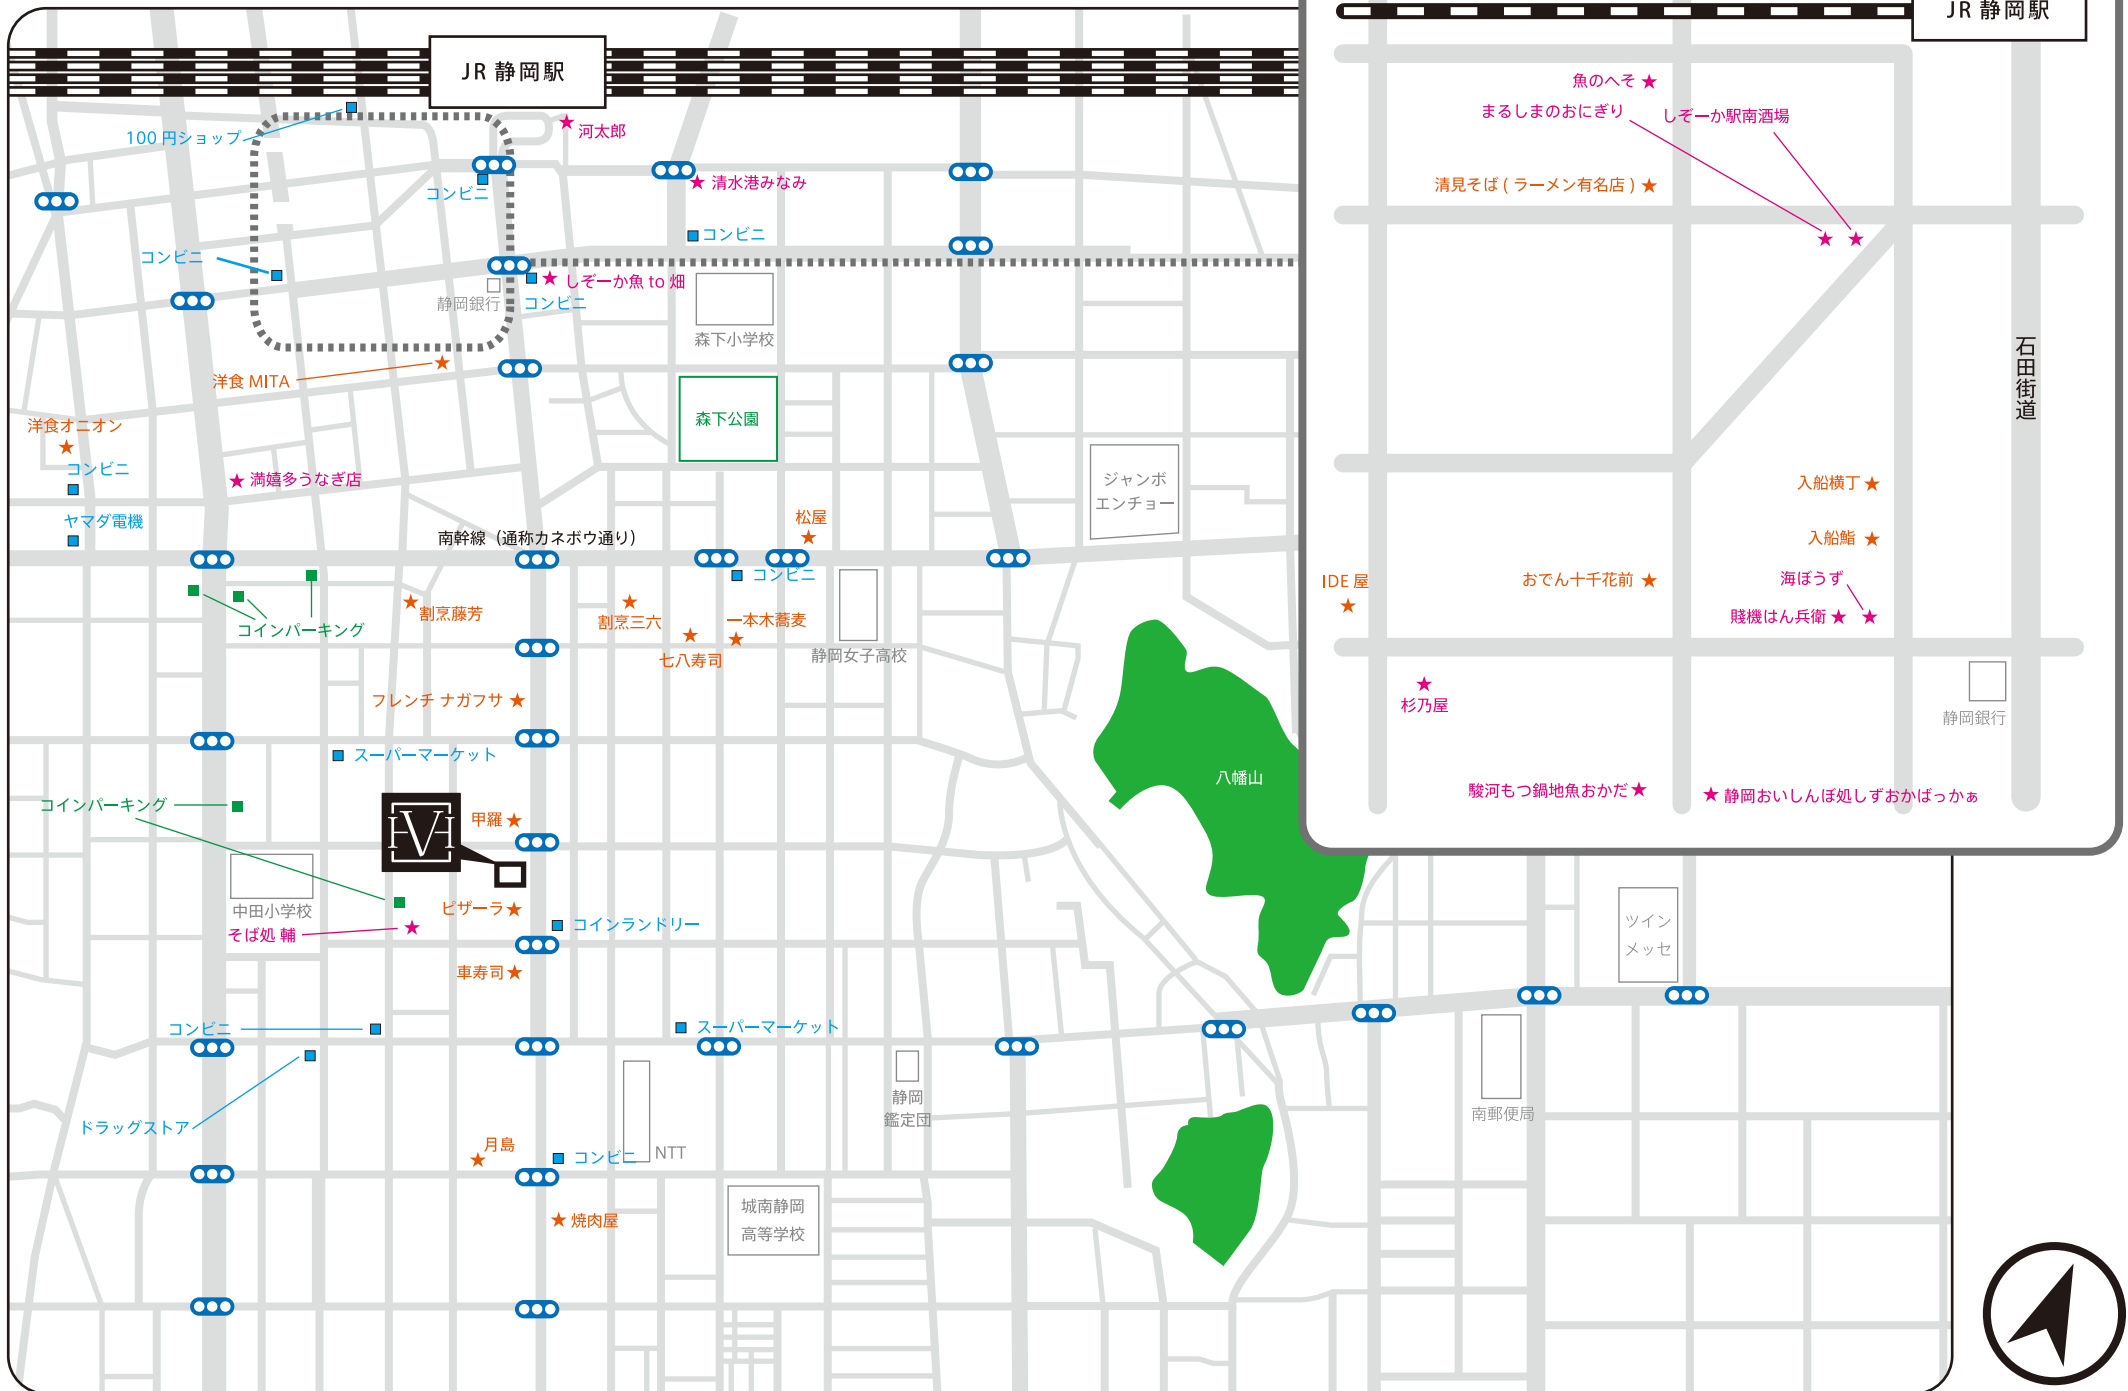 JR 静岡駅
JR 静岡駅
100 円ショップ
河太郎
コンビニ
清水港みなみ
コンビニ
コンビニ
しぞーか魚 to 畑
静岡銀行
コンビニ
森下小学校
洋食 MITA
森下公園
洋食オニオン
コンビニ
満嬉多うなぎ店
ヤマダ電機
ジャンボ
エンチョー
松屋
南幹線（通称カネボウ通り）
コンビニ
コインパーキング
割烹藤芳
割烹三六
一本木蕎麦
七八寿司
静岡女子高校
フレンチ ナガフサ
スーパーマーケット
八幡山
コインパーキング
甲羅
中田小学校
ピザーラ
そば処 輔
コインランドリー
車寿司
コンビニ
スーパーマーケット
ドラッグストア
静岡
鑑定団
月島
コンビニ
NTT
焼肉屋
城南静岡
高等学校
ツイン
メッセ
南郵便局
魚のへそ
まるしまのおにぎり
しぞーか駅南酒場
清見そば ( ラーメン有名店 )
石田街道
入船横丁
入船鮨
IDE 屋
おでん十千花前
海ぼうず
賤機はん兵衛
杉乃屋
静岡銀行
駿河もつ鍋地魚おかだ
静岡おいしんぼ処しずおかばっかぁ